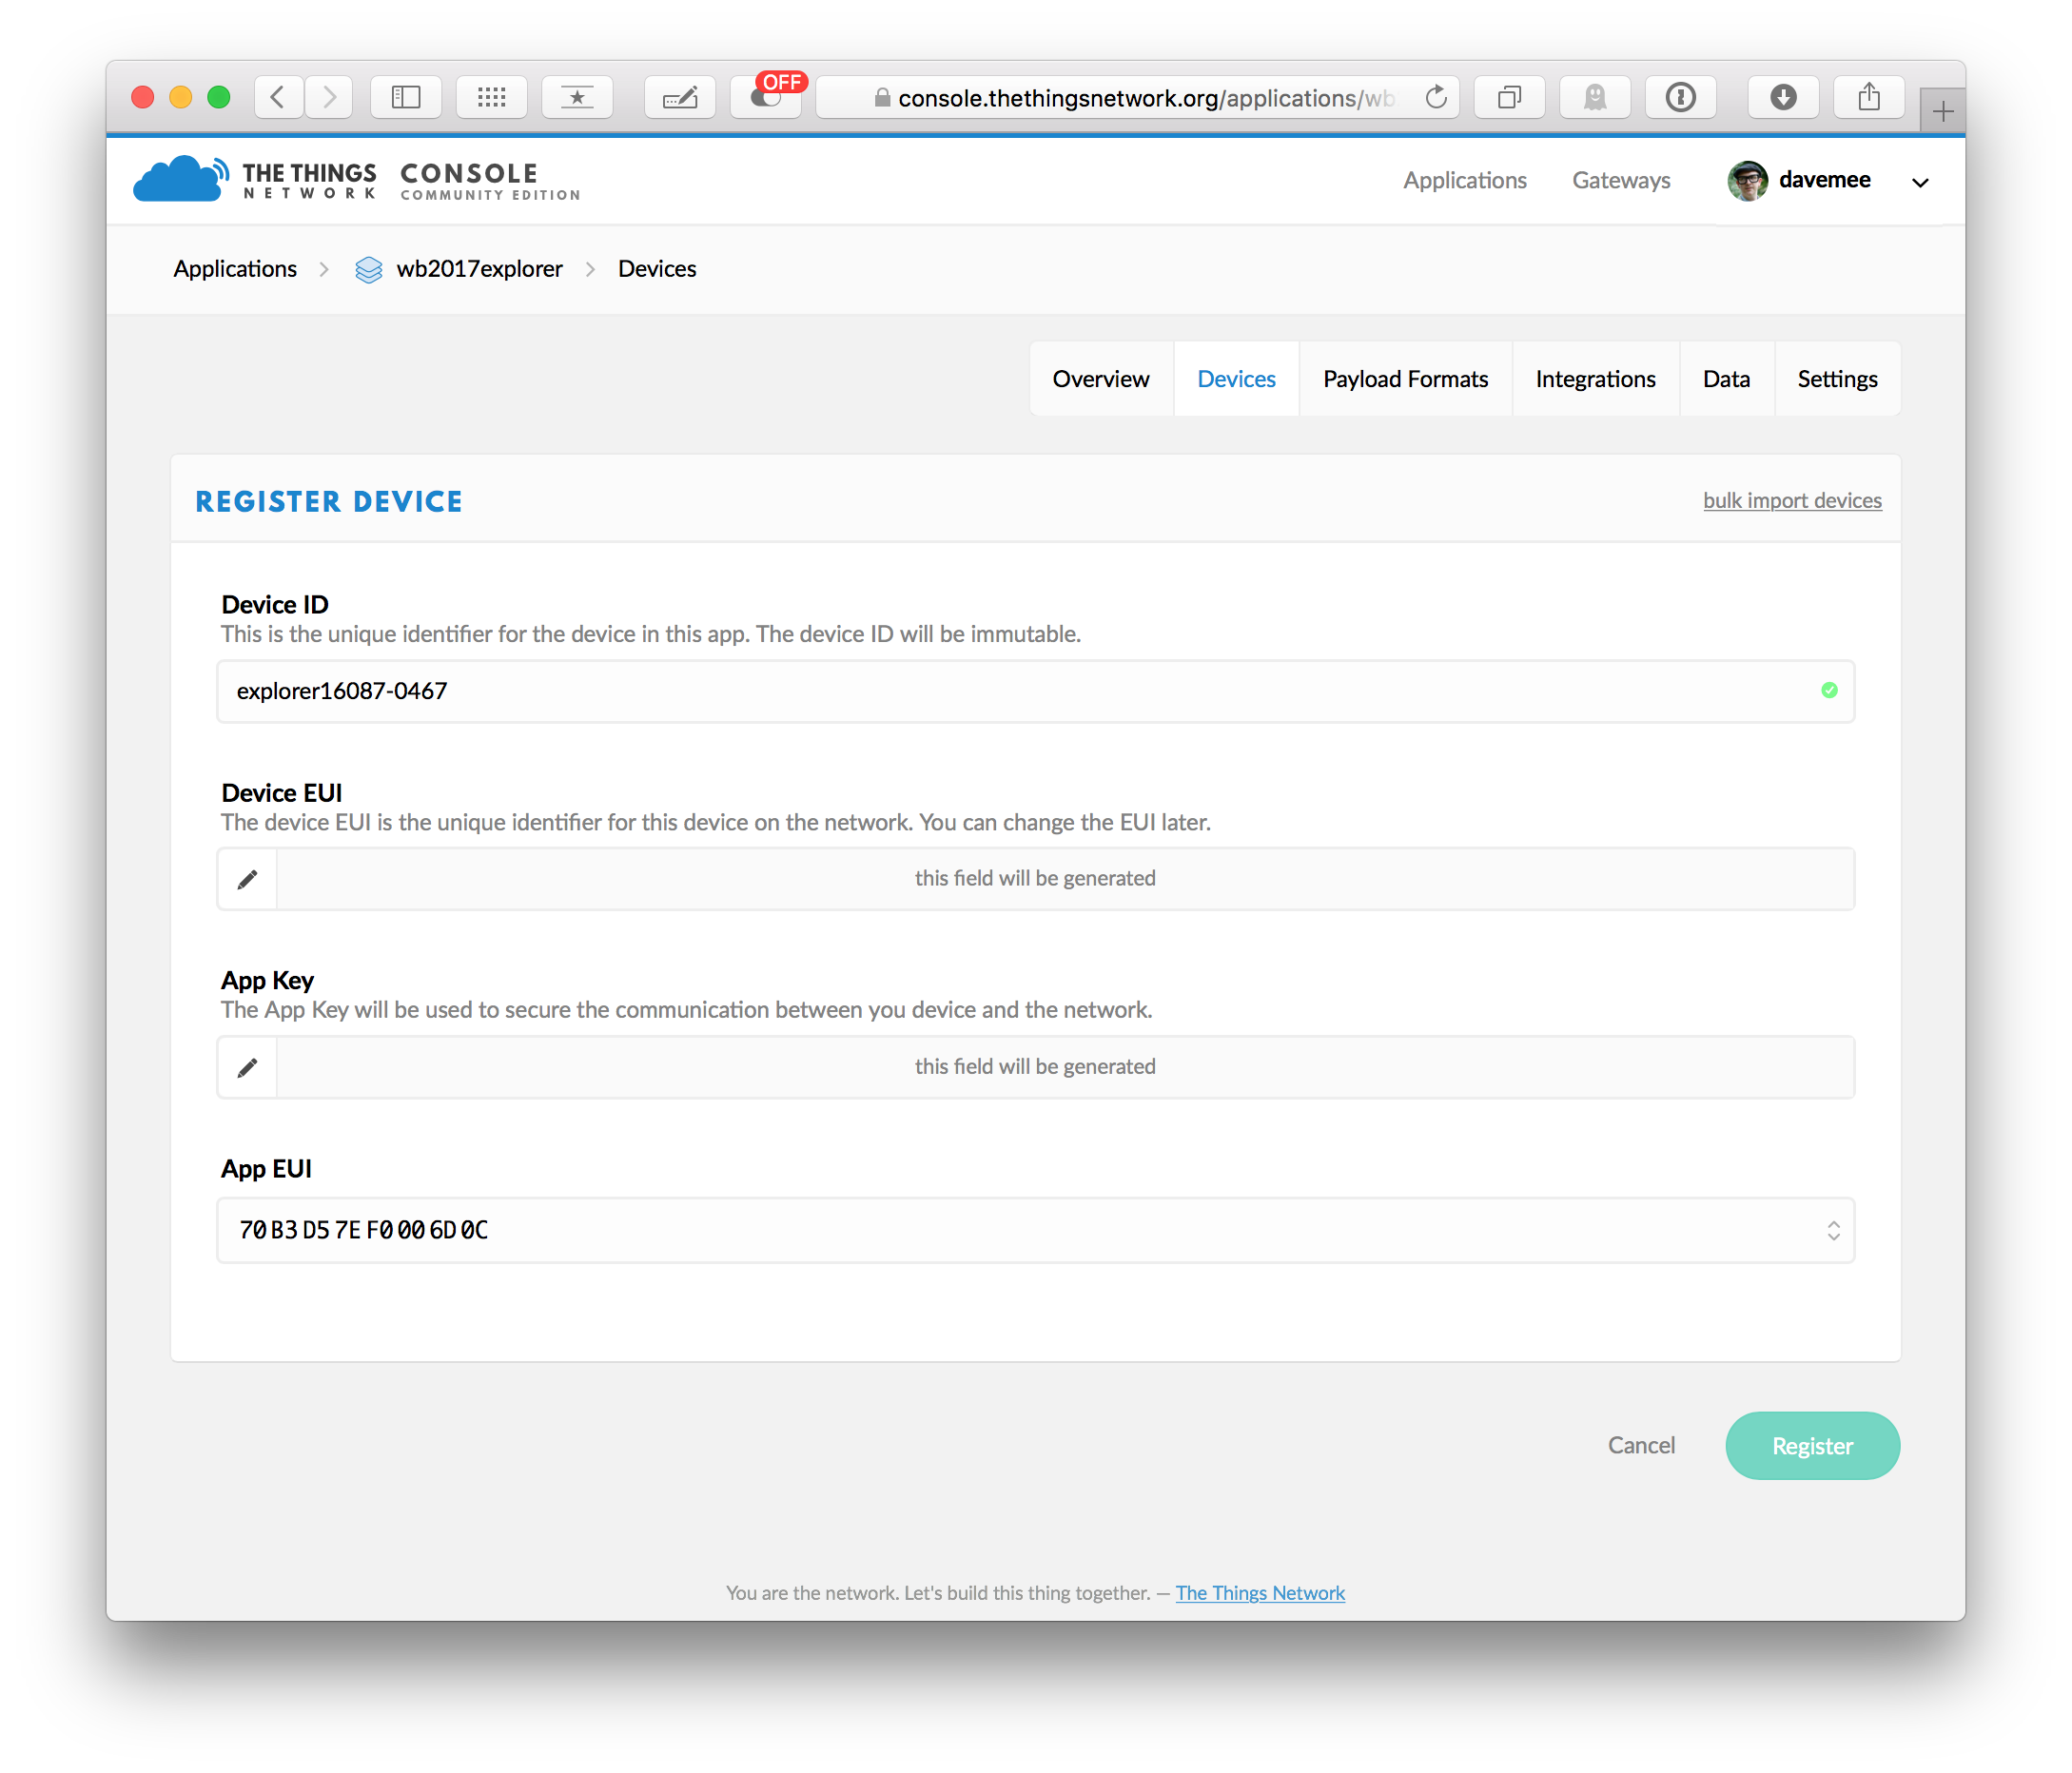 OFF
console.thethingsnetwork.org/applications/wb
THE THINGS NETWORK
CONSOLE
COMMUNITY EDITION
Applications
Gateways
davemee
Applications
wb2017explorer
Devices
Overview
Devices
Payload Formats
Integrations
Data
Settings
REGISTER DEVICE
bulk import devices
Device ID
This is the unique identifier for the device in this app. The device ID will be immutable.
explorer16087-0467
Device EUI
The device EUI is the unique identifier for this device on the network. You can change the EUI later.
this field will be generated
App Key
The App Key will be used to secure the communication between you device and the network.
this field will be generated
App EUI
70 B3 D5 7E F0 00 6D 0C
Cancel
Register
You are the network. Let's build this thing together. — The Things Network